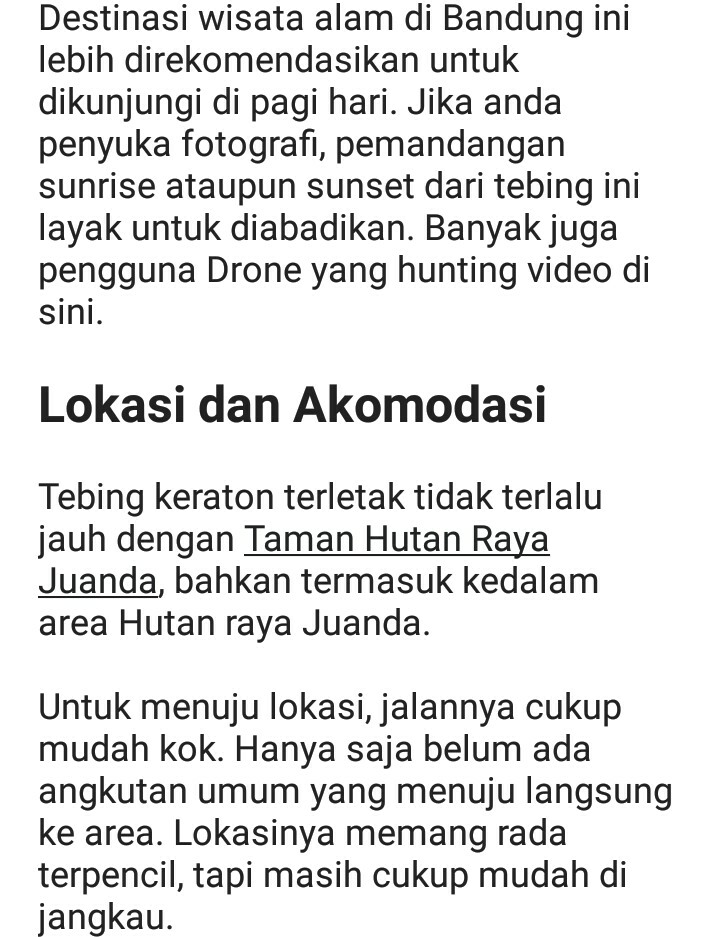 Destinasi wisata alam di Bandung ini
lebih direkomendasikan untuk
dikunjungi di pagi hari. Jika anda
penyuka fotografi, pemandangan
sunrise ataupun sunset dari tebing ini
layak untuk diabadikan. Banyak juga
pengguna Drone yang hunting video di
sini.
Lokasi dan Akomodasi
Tebing keraton terletak tidak terlalu
jauh dengan Taman Hutan Raya
Juanda, bahkan termasuk kedalam
area Hutan raya Juanda.
Untuk menuju lokasi, jalannya cukup
mudah kok. Hanya saja belum ada
angkutan umum yang menuju langsung
ke area. Lokasinya memang rada
terpencil, tapi masih cukup mudah di
jangkau.